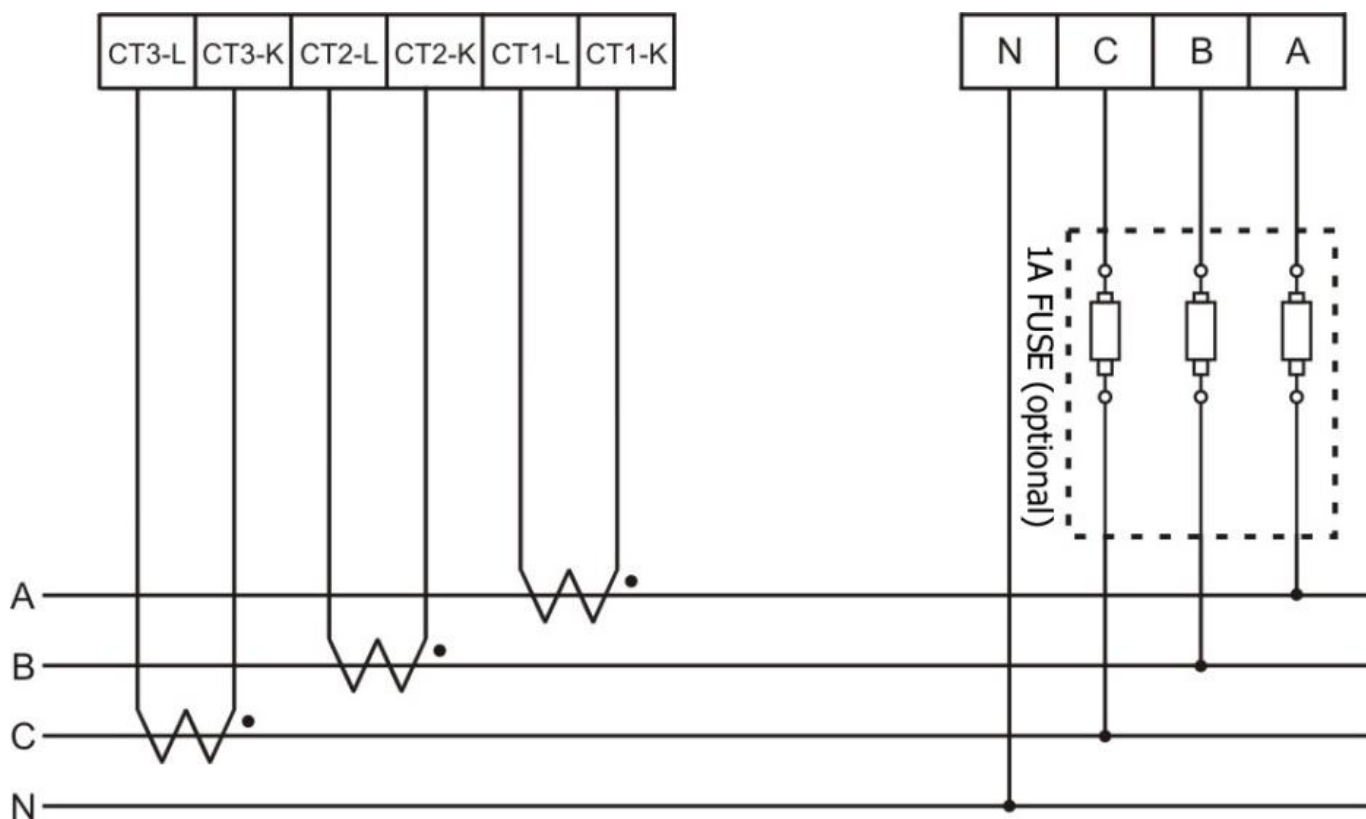 CT3-L CT3-K CT2-L CT2-K CT1-L CT1-K
N C B A
1A FUSE (optional)
A
B
C
N